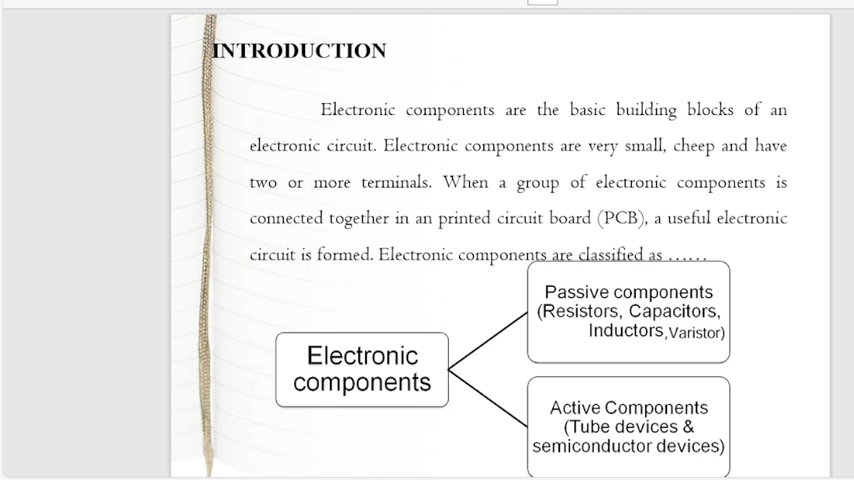 INTRODUCTION
Electronic components are the basic building blocks of an
electronic circuit. Electronic components are very small, cheep and have
two or more terminals. When a group of electronic components is
connected together in an printed circuit board (PCB), a useful electronic
circuit is formed. Electronic components are classified as ……
Passive components
(Resistors, Capacitors,
Inductors,Varistor)
Electronic
components
Active Components
(Tube devices &
semiconductor devices)